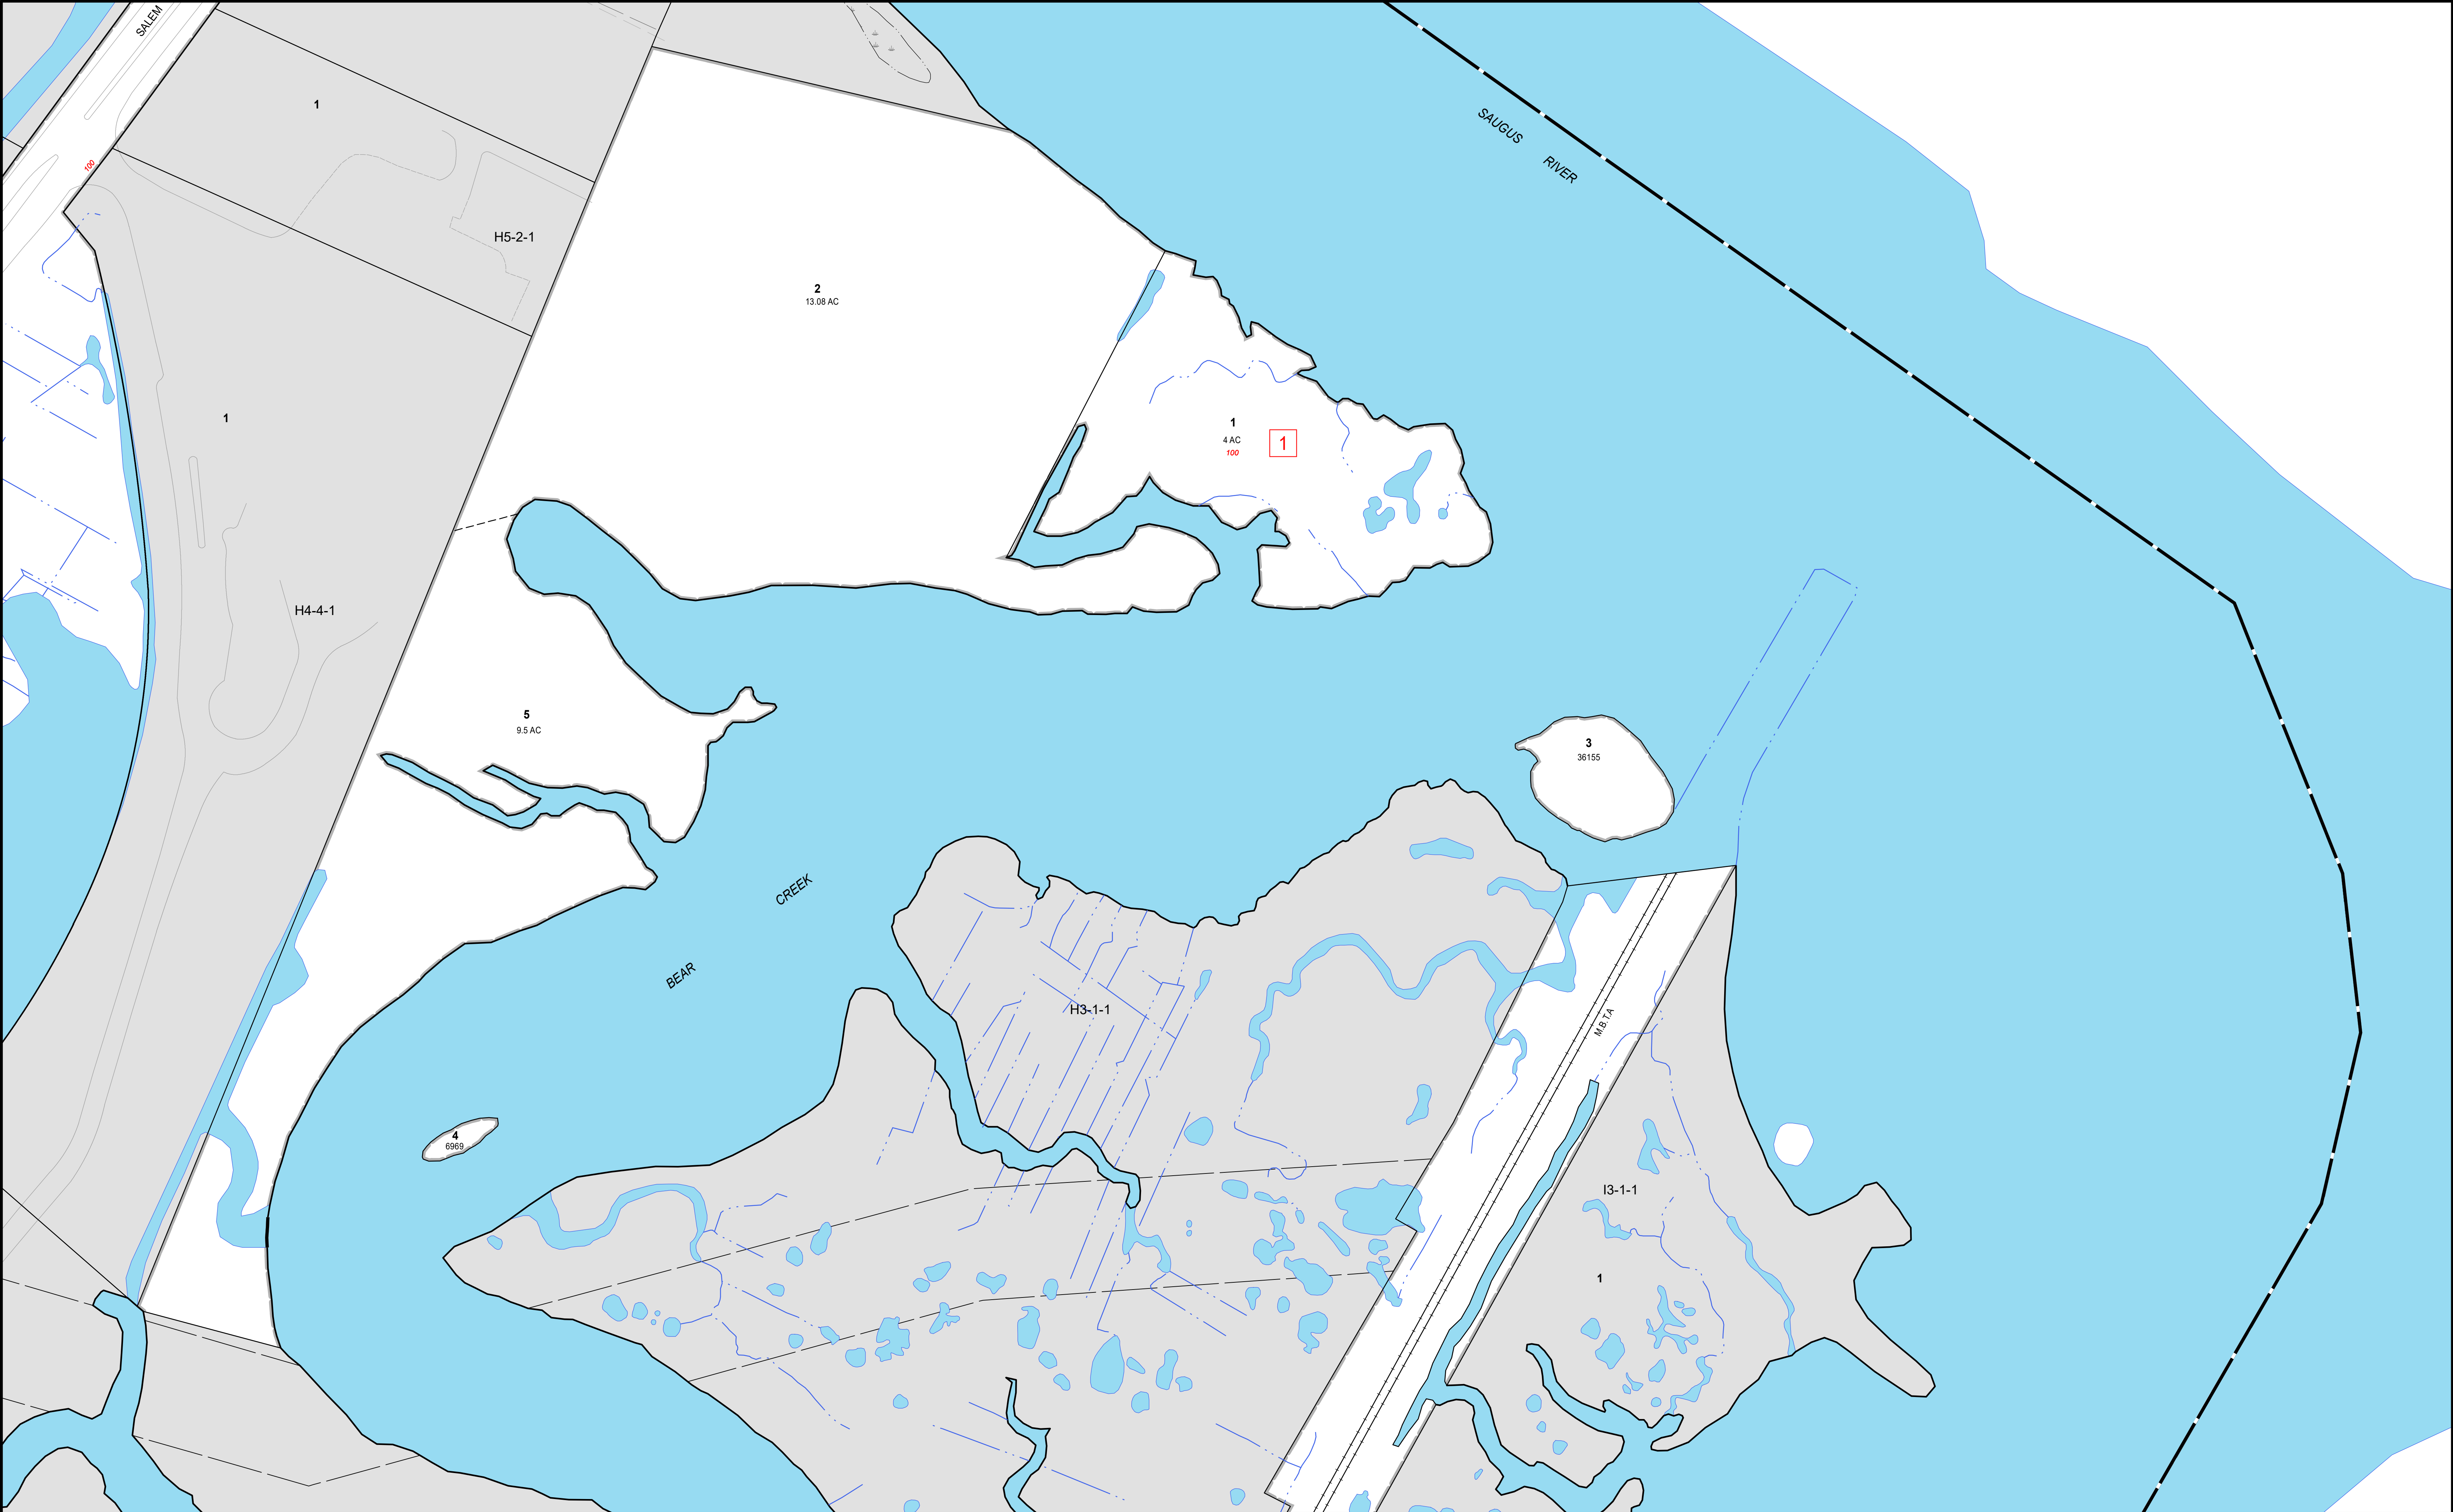 SALEM
1
100
SAUGUS
RIVER
H5-2-1
2
13.08 AC
1
1
4 AC
100
1
H4-4-1
5
9.5 AC
3
36155
CREEK
BEAR
H3-1-1
M.B.T.A
4
6969
I3-1-1
1